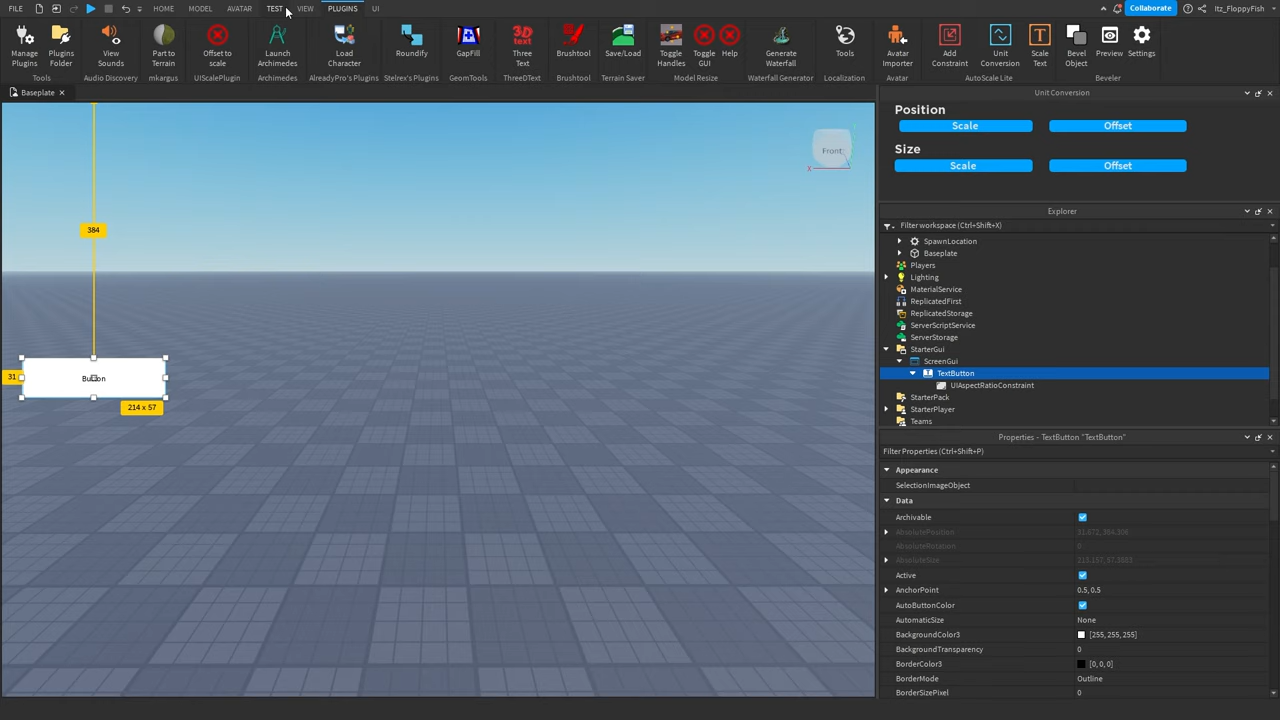 FILE HOME MODEL AVATAR TEST VIEW PLUGINS UI Collaborate Itz_FloppyFish
Manage Plugins
Plugins Folder
View Sounds
Part to Terrain
Offset to scale
Launch Archimedes
Load Character
Roundify
GapFill
Three Text
Brushtool
Save/Load
Toggle Handles
Toggle GUI
Help
Generate Waterfall
Tools
Avatar Importer
Add Constraint
Unit Conversion
Scale Text
Bevel Object
Preview
Settings
Tools Audio Discovery mkargus UIScalePlugin Archimedes AlreadyPro's Plugins Stelrex's Plugins GeomTools ThreeDText Brushtool Terrain Saver Model Resize Waterfall Generator Localization Avatar AutoScale Lite Beveler
Baseplate
Front
X
384
31
Button
214 x 57
Unit Conversion
Position
Scale Offset
Size
Scale Offset
Explorer
Filter workspace (Ctrl+Shift+X)
SpawnLocation
Baseplate
Players
Lighting
MaterialService
ReplicatedFirst
ReplicatedStorage
ServerScriptService
ServerStorage
StarterGui
ScreenGui
TextButton
UIAspectRatioConstraint
StarterPack
StarterPlayer
Teams
Properties - TextButton "TextButton"
Filter Properties (Ctrl+Shift+P)
Appearance
SelectionImageObject
Data
Archivable
AbsolutePosition
AbsoluteRotation 0
AbsoluteSize
Active
AnchorPoint 0.5, 0.5
AutoButtonColor
AutomaticSize None
BackgroundColor3 [255, 255, 255]
BackgroundTransparency 0
BorderColor3 [0, 0, 0]
BorderMode Outline
BorderSizePixel 0